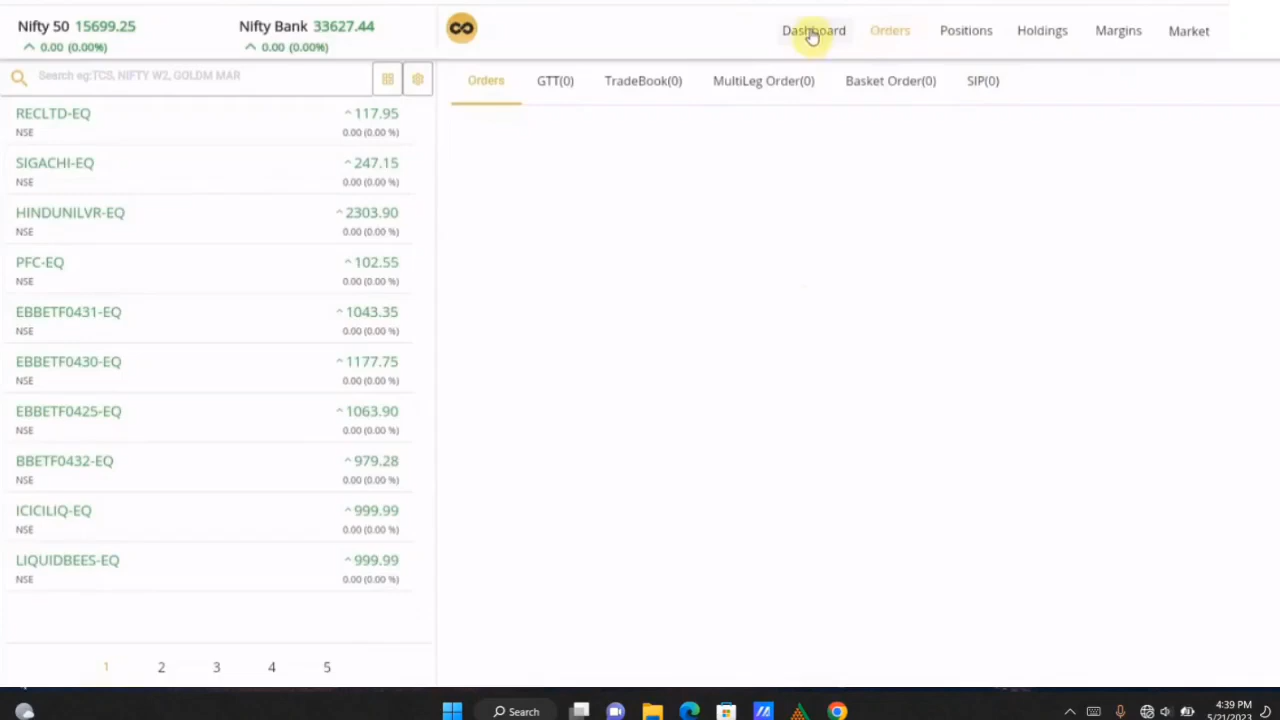 Nifty 50 15699.25
^ 0.00 (0.00%)
Nifty Bank 33627.44
^ 0.00 (0.00%)
Dashboard
Orders
Positions
Holdings
Margins
Market
Search eg:TCS, NIFTY W2, GOLDM MAR
Orders
GTT(0)
TradeBook(0)
MultiLeg Order(0)
Basket Order(0)
SIP(0)
RECLTD-EQ ^ 117.95
NSE 0.00 (0.00 %)
SIGACHI-EQ ^ 247.15
NSE 0.00 (0.00 %)
HINDUNILVR-EQ ^ 2303.90
NSE 0.00 (0.00 %)
PFC-EQ ^ 102.55
NSE 0.00 (0.00 %)
EBBETF0431-EQ ^ 1043.35
NSE 0.00 (0.00 %)
EBBETF0430-EQ ^ 1177.75
NSE 0.00 (0.00 %)
EBBETF0425-EQ ^ 1063.90
NSE 0.00 (0.00 %)
BBETF0432-EQ ^ 979.28
NSE 0.00 (0.00 %)
ICICILIQ-EQ ^ 999.99
NSE 0.00 (0.00 %)
LIQUIDBEES-EQ ^ 999.99
NSE 0.00 (0.00 %)
1 2 3 4 5
Search
4:39 PM
5/21/2023